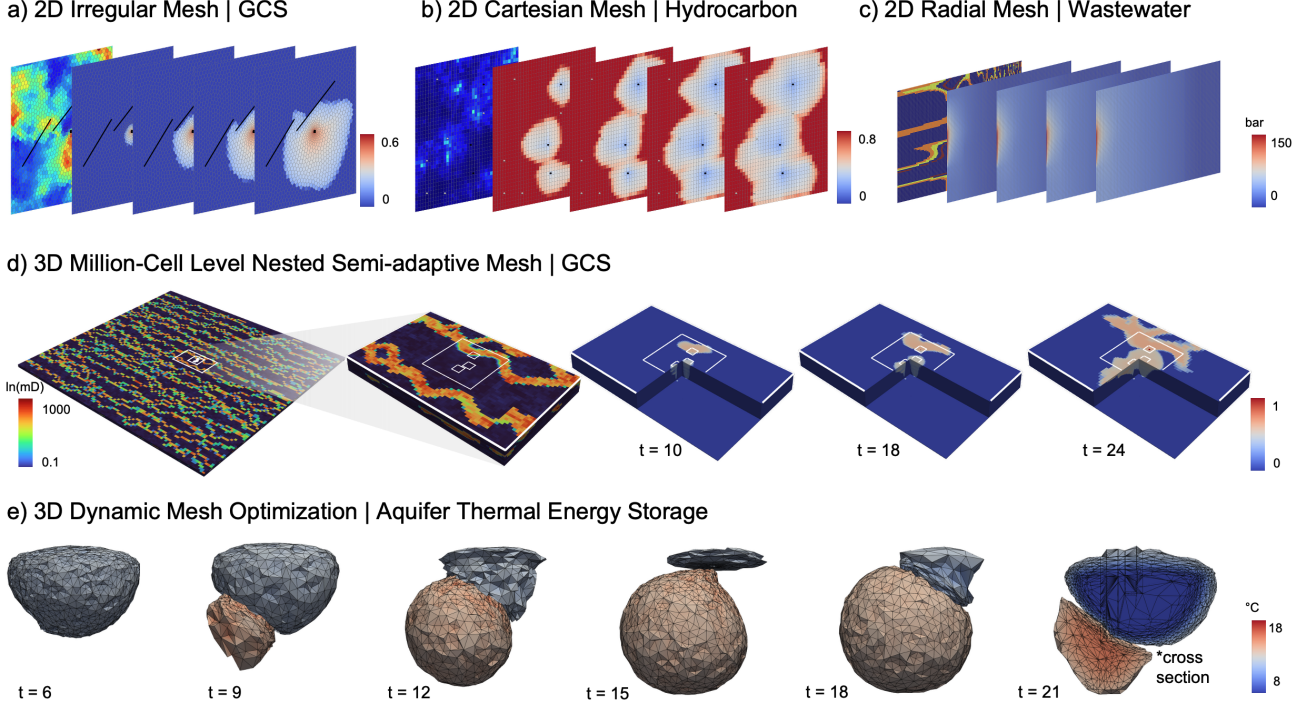 a) 2D Irregular Mesh | GCS
b) 2D Cartesian Mesh | Hydrocarbon
c) 2D Radial Mesh | Wastewater
0.6
0
0.8
0
bar
150
0
d) 3D Million-Cell Level Nested Semi-adaptive Mesh | GCS
ln(mD)
1000
0.1
t = 10
t = 18
t = 24
1
0
e) 3D Dynamic Mesh Optimization | Aquifer Thermal Energy Storage
t = 6
t = 9
t = 12
t = 15
t = 18
t = 21
*cross
section
°C
18
8